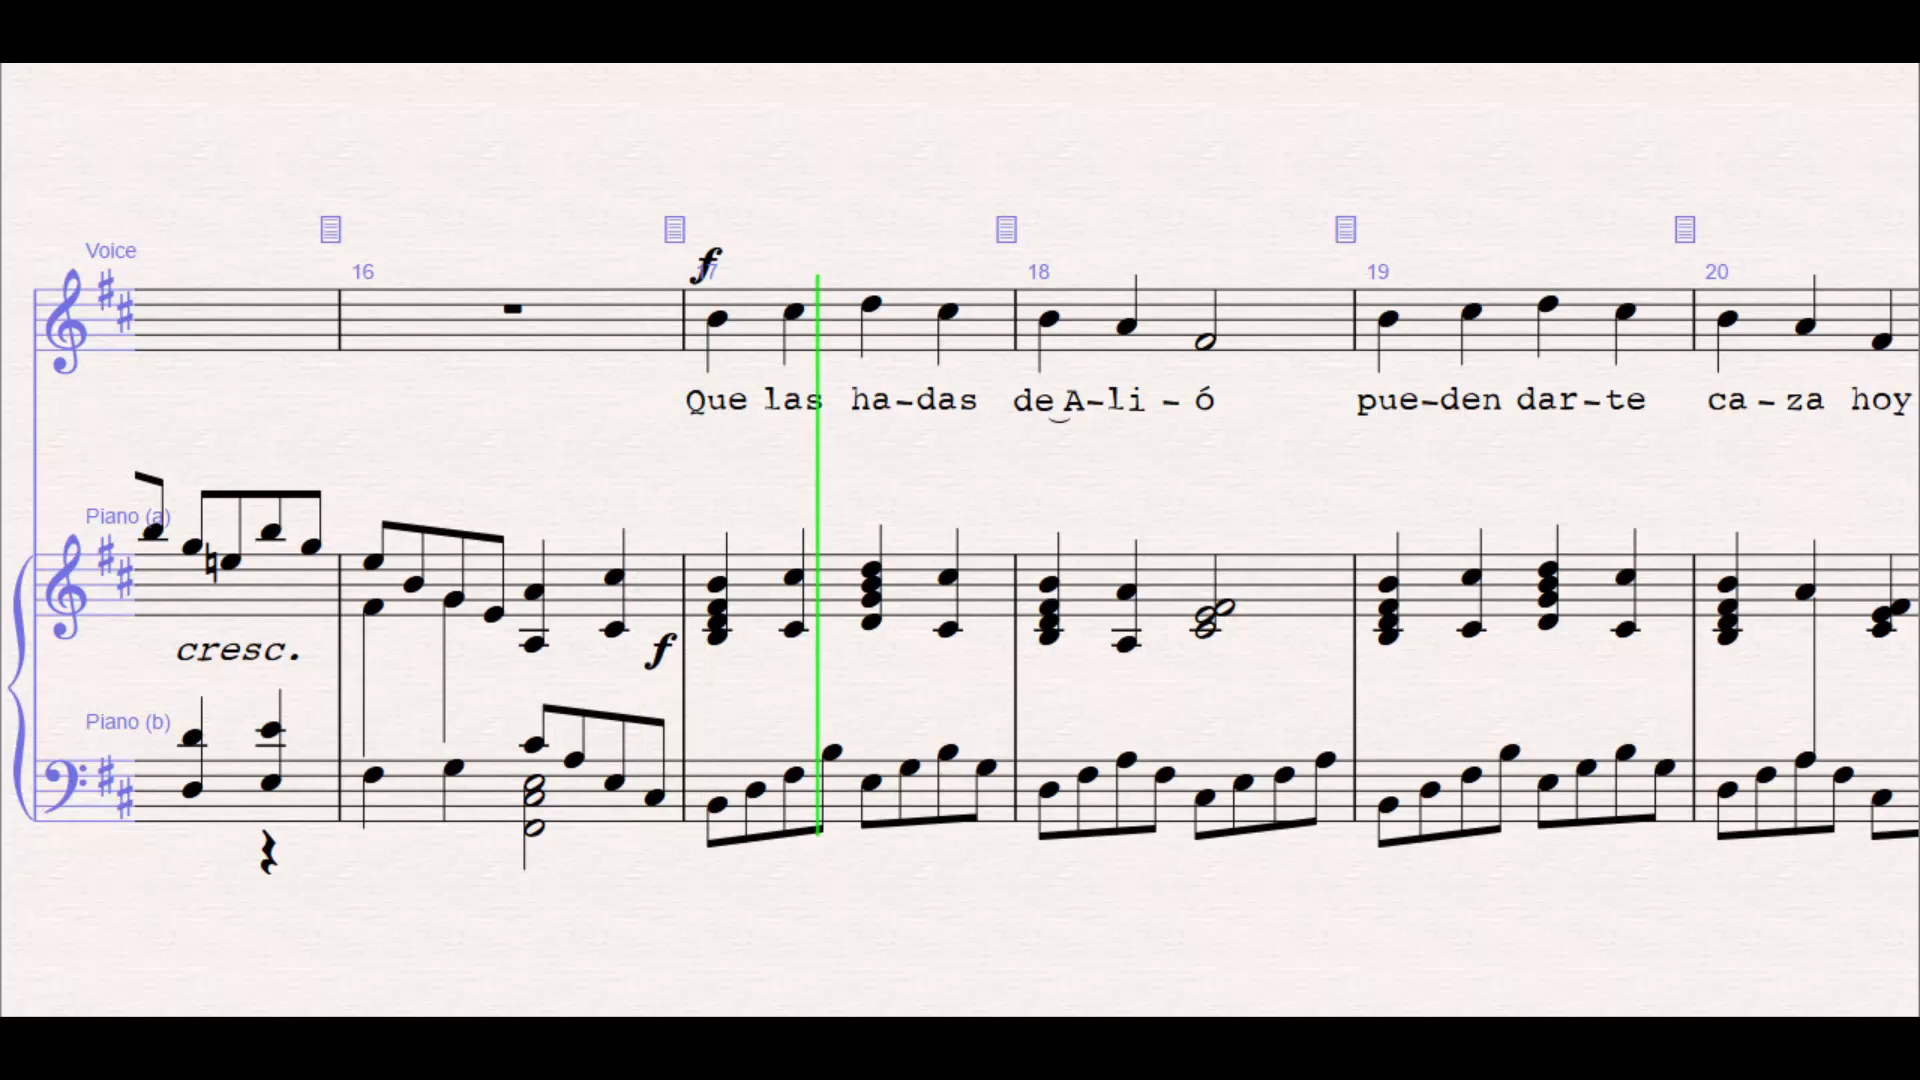 Voice
16 17 18 19 20
f
Que las ha-das de A-li - ó pue-den dar-te ca - za hoy
Piano (a)
cresc. f
Piano (b)